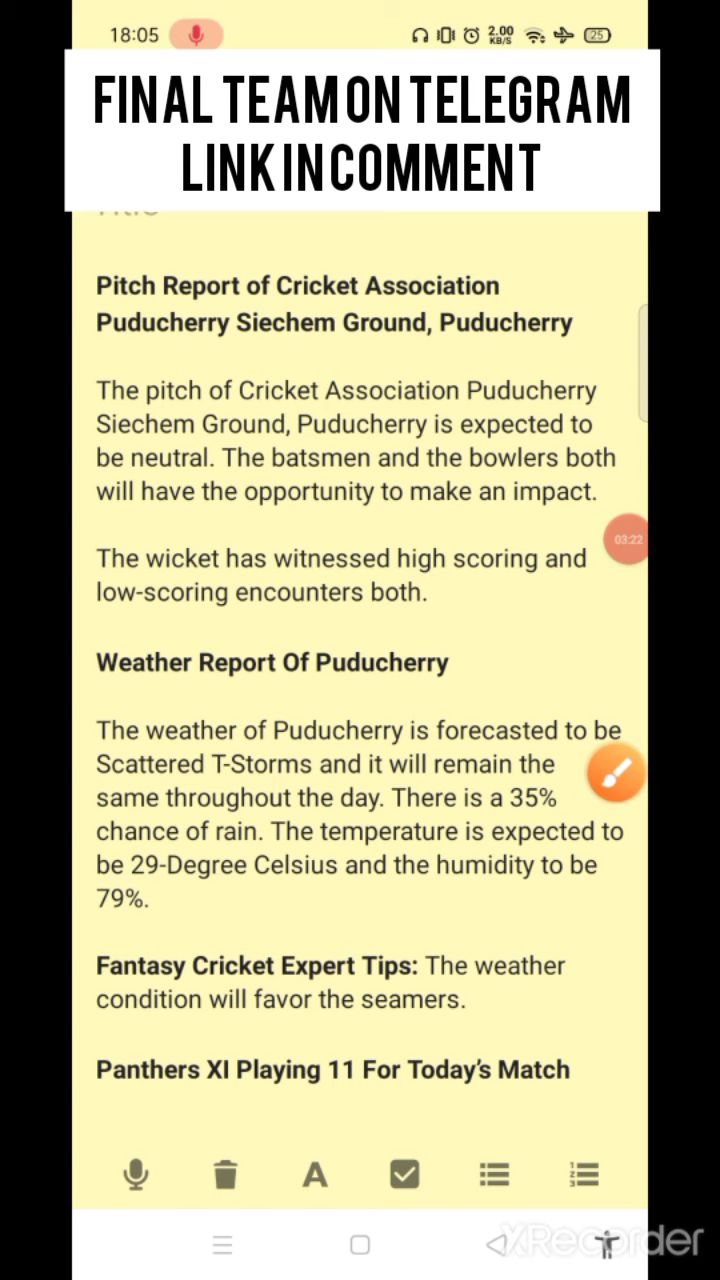 18:05
2.00
KB/S
25
FINAL TEAM ON TELEGRAM
LINK IN COMMENT
Pitch Report of Cricket Association
Puducherry Siechem Ground, Puducherry
The pitch of Cricket Association Puducherry
Siechem Ground, Puducherry is expected to
be neutral. The batsmen and the bowlers both
will have the opportunity to make an impact.
03:22
The wicket has witnessed high scoring and
low-scoring encounters both.
Weather Report Of Puducherry
The weather of Puducherry is forecasted to be
Scattered T-Storms and it will remain the
same throughout the day. There is a 35%
chance of rain. The temperature is expected to
be 29-Degree Celsius and the humidity to be
79%.
Fantasy Cricket Expert Tips: The weather
condition will favor the seamers.
Panthers XI Playing 11 For Today's Match
A
XRecorder